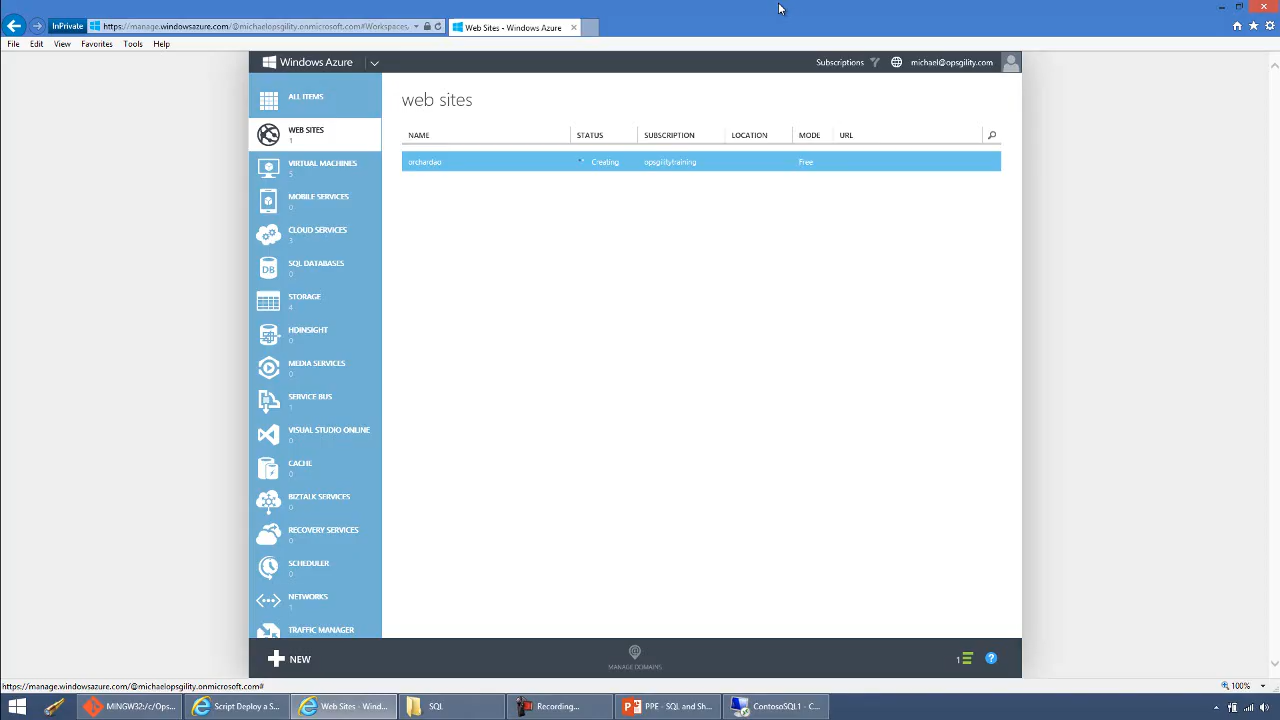 InPrivate
https://manage.windowsazure.com/@michaelopsgility.onmicrosoft.com#Workspaces/
Web Sites - Windows Azure
File Edit View Favorites Tools Help
Windows Azure
Subscriptions
michael@opsgility.com
ALL ITEMS
WEB SITES
1
VIRTUAL MACHINES
5
MOBILE SERVICES
0
CLOUD SERVICES
3
SQL DATABASES
0
STORAGE
4
HDINSIGHT
0
MEDIA SERVICES
0
SERVICE BUS
1
VISUAL STUDIO ONLINE
0
CACHE
0
BIZTALK SERVICES
0
RECOVERY SERVICES
0
SCHEDULER
0
NETWORKS
1
TRAFFIC MANAGER
web sites
NAME STATUS SUBSCRIPTION LOCATION MODE URL
orchardao Creating opsgilitytraining Free
NEW
MANAGE DOMAINS
1
?
https://manage.windowsazure.com/@michaelopsgility.onmicrosoft.com#
100%
MINGW32:/c/Ops...
Script Deploy a S...
Web Sites - Wind...
SQL
Recording...
PPE - SQL and Sh...
ContosoSQL1 - C...